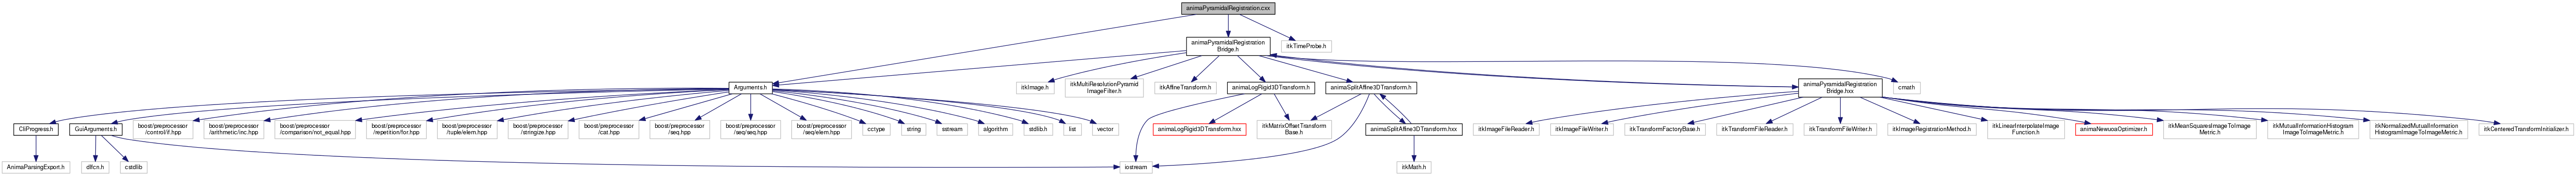 animaPyramidalRegistration.cxx
animaPyramidalRegistration
Bridge.h
itkTimeProbe.h
Arguments.h
itkImage.h
itkMultiResolutionPyramid
ImageFilter.h
itkAffineTransform.h
animaLogRigid3DTransform.h
animaSplitAffine3DTransform.h
animaPyramidalRegistration
Bridge.hxx
cmath
CliProgress.h
GuiArguments.h
boost/preprocessor
/control/if.hpp
boost/preprocessor
/arithmetic/inc.hpp
boost/preprocessor
/comparison/not_equal.hpp
boost/preprocessor
/repetition/for.hpp
boost/preprocessor
/tuple/elem.hpp
boost/preprocessor
/stringize.hpp
boost/preprocessor
/cat.hpp
boost/preprocessor
/seq.hpp
boost/preprocessor
/seq/seq.hpp
boost/preprocessor
/seq/elem.hpp
cctype
string
sstream
algorithm
stdlib.h
list
vector
animaLogRigid3DTransform.hxx
itkMatrixOffsetTransform
Base.h
animaSplitAffine3DTransform.hxx
itkImageFileReader.h
itkImageFileWriter.h
itkTransformFactoryBase.h
itkTransformFileReader.h
itkTransformFileWriter.h
itkImageRegistrationMethod.h
itkLinearInterpolateImage
Function.h
animaNewuoaOptimizer.h
itkMeanSquaresImageToImage
Metric.h
itkMutualInformationHistogram
ImageToImageMetric.h
itkNormalizedMutualInformation
HistogramImageToImageMetric.h
itkCenteredTransformInitializer.h
AnimaParsingExport.h
dlfcn.h
cstdlib
iostream
itkMath.h